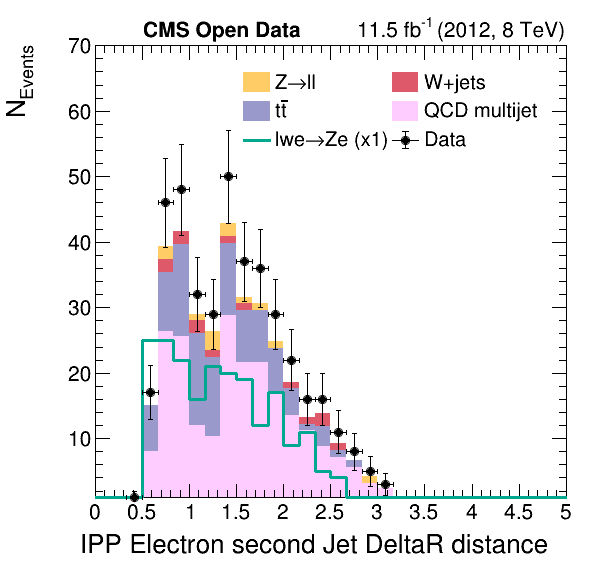 CMS Open Data 11.5 fb-1 (2012, 8 TeV)
NEvents
70
60
50
40
30
20
10
Z→ll W+jets
tt̄ QCD multijet
lwe→Ze (x1) Data
0 0.5 1 1.5 2 2.5 3 3.5 4 4.5 5
IPP Electron second Jet DeltaR distance